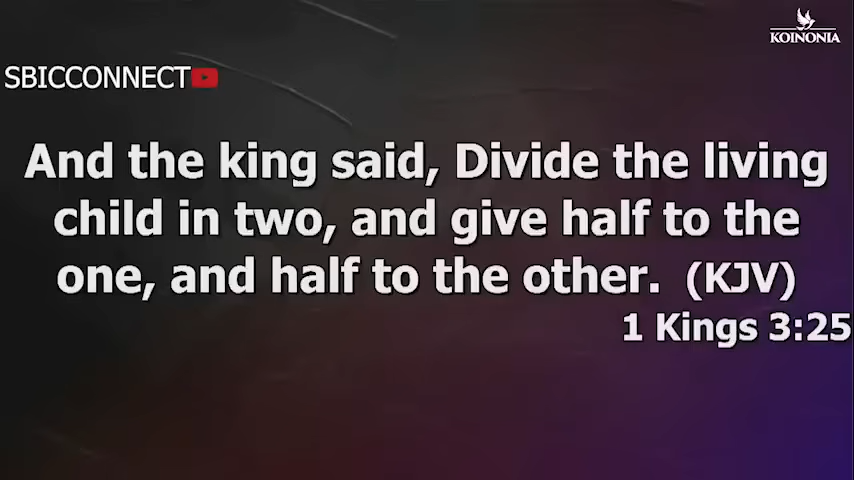 KOINONIA
SBICCONNECT
And the king said, Divide the living
child in two, and give half to the
one, and half to the other. (KJV)
1 Kings 3:25